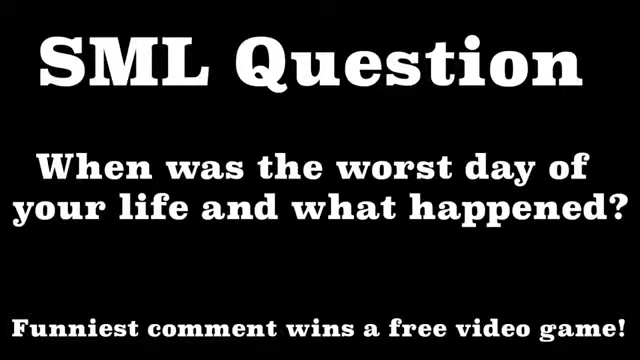 SML Question
When was the worst day of
your life and what happened?
Funniest comment wins a free video game!